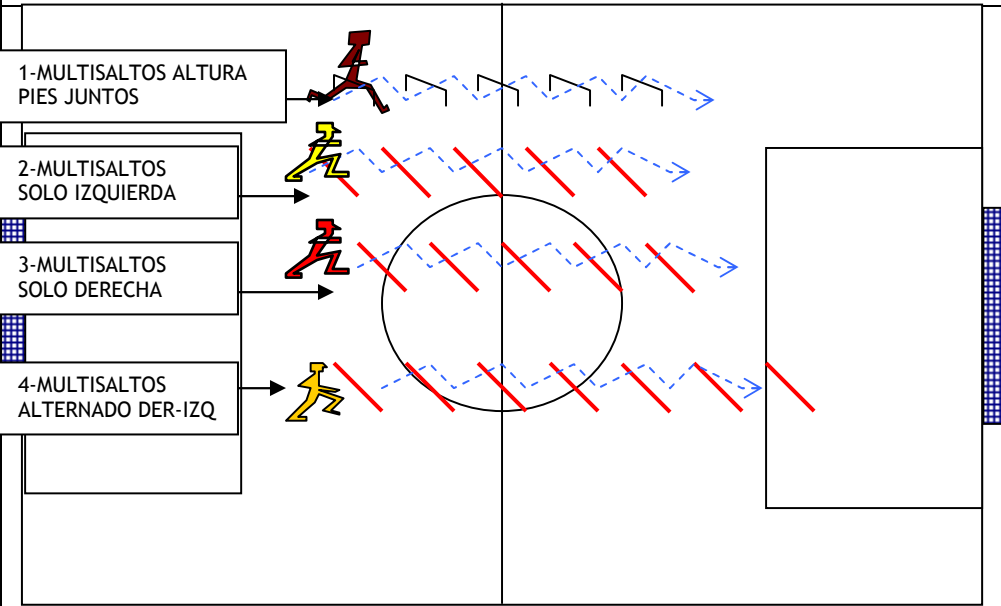 1-MULTISALTOS ALTURA
PIES JUNTOS
2-MULTISALTOS
SOLO IZQUIERDA
3-MULTISALTOS
SOLO DERECHA
4-MULTISALTOS
ALTERNADO DER-IZQ